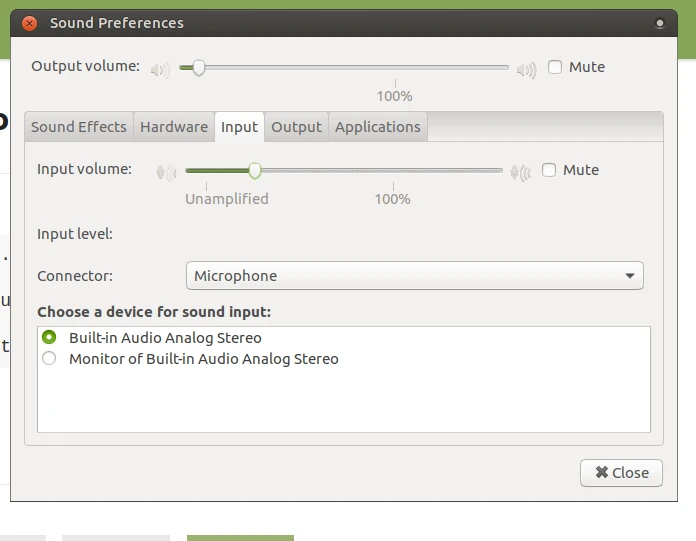 Sound Preferences
Output volume:
Mute
100%
Sound Effects Hardware Input Output Applications
Input volume:
Mute
Unamplified 100%
Input level:
Connector: Microphone
Choose a device for sound input:
Built-in Audio Analog Stereo
Monitor of Built-in Audio Analog Stereo
Close